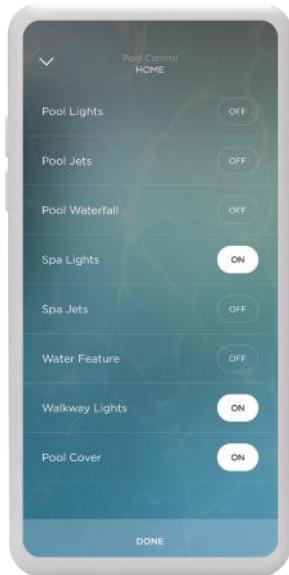 Pool Control
HOME
Pool Lights OFF
Pool Jets OFF
Pool Waterfall OFF
Spa Lights ON
Spa Jets OFF
Water Feature OFF
Walkway Lights ON
Pool Cover ON
DONE